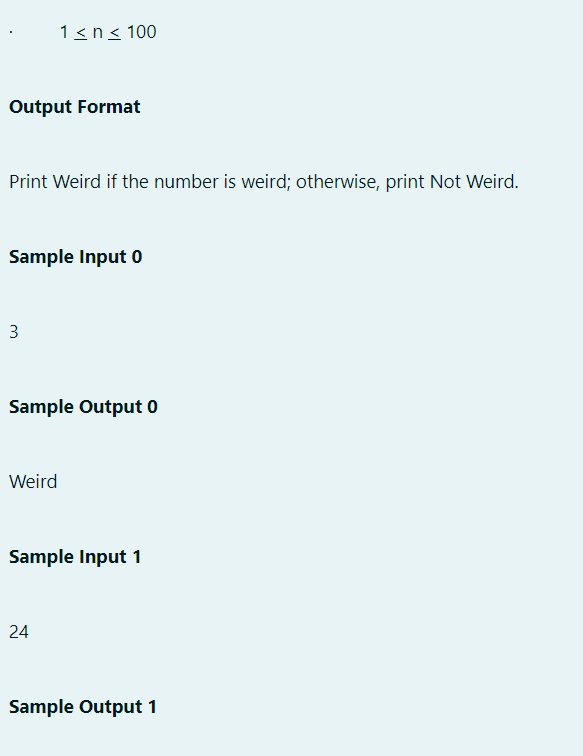 · 1 ≤ n ≤ 100
Output Format
Print Weird if the number is weird; otherwise, print Not Weird.
Sample Input 0
3
Sample Output 0
Weird
Sample Input 1
24
Sample Output 1